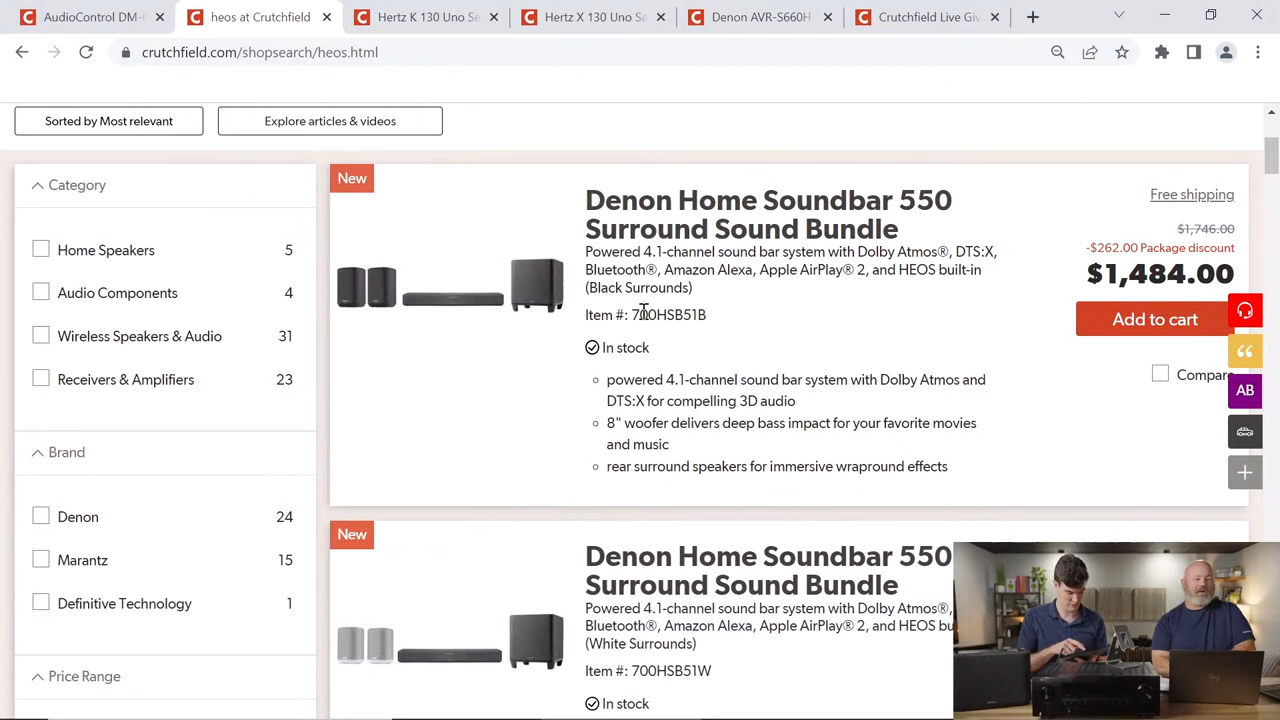 AudioControl DM-6
heos at Crutchfield
Hertz K 130 Uno Se
Hertz X 130 Uno Se
Denon AVR-S660H
Crutchfield Live Giv
crutchfield.com/shopsearch/heos.html
Sorted by Most relevant
Explore articles & videos
Category
Home Speakers 5
Audio Components 4
Wireless Speakers & Audio 31
Receivers & Amplifiers 23
Brand
Denon 24
Marantz 15
Definitive Technology 1
Price Range
New
Denon Home Soundbar 550
Surround Sound Bundle
Powered 4.1-channel sound bar system with Dolby Atmos®, DTS:X,
Bluetooth®, Amazon Alexa, Apple AirPlay® 2, and HEOS built-in
(Black Surrounds)
Item #: 700HSB51B
In stock
powered 4.1-channel sound bar system with Dolby Atmos and
DTS:X for compelling 3D audio
8" woofer delivers deep bass impact for your favorite movies
and music
rear surround speakers for immersive wrapround effects
Free shipping
$1,746.00
-$262.00 Package discount
$1,484.00
Add to cart
Compare
AB
New
Denon Home Soundbar 550
Surround Sound Bundle
Powered 4.1-channel sound bar system with Dolby Atmos®,
Bluetooth®, Amazon Alexa, Apple AirPlay® 2, and HEOS bu
(White Surrounds)
Item #: 700HSB51W
In stock